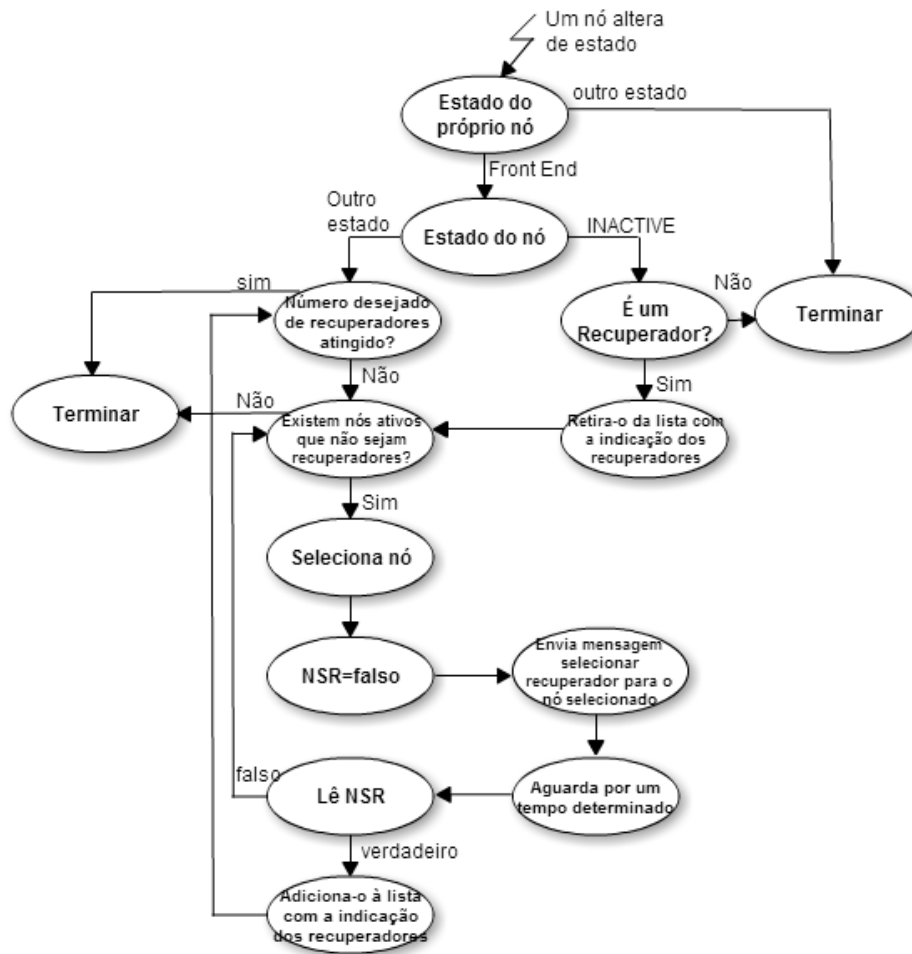 Um nó altera
de estado
Estado do
próprio nó
outro estado
Front End
Outro
estado
Estado do nó
INACTIVE
sim
Número desejado
de recuperadores
atingido?
É um
Recuperador?
Não
Terminar
Não
Sim
Terminar
Não
Existem nós ativos
que não sejam
recuperadores?
Retira-o da lista com
a indicação dos
recuperadores
Sim
Seleciona nó
NSR=falso
Envia mensagem
selecionar
recuperador para o
nó selecionado
falso
Lê NSR
Aguarda por um
tempo determinado
verdadeiro
Adiciona-o à lista
com a indicação
dos recuperadores